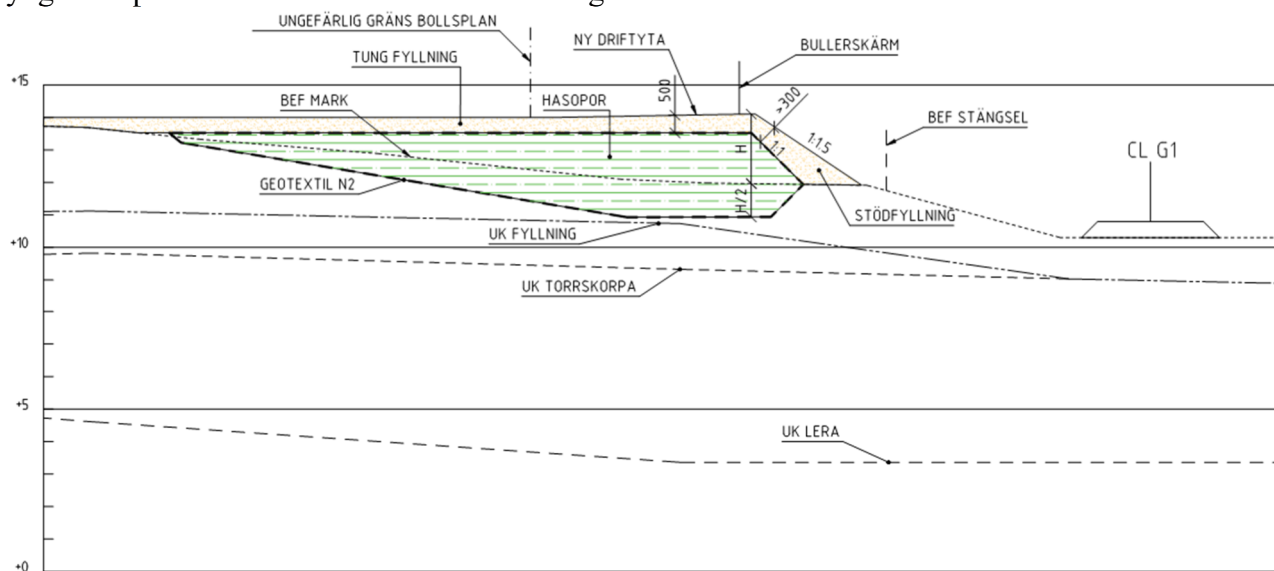 UNGEFÄRLIG GRÄNS BOLLSPLAN
NY DRIFTYTA
BULLERSKÄRM
TUNG FYLLNING
+15
BEF MARK
HASOPOR
500
>300
BEF STÄNGSEL
1:1.5
1:1
H
CL G1
GEOTEXTIL N2
H/2
STÖDFYLLNING
UK FYLLNING
+10
UK TORRSKORPA
+5
UK LERA
+0